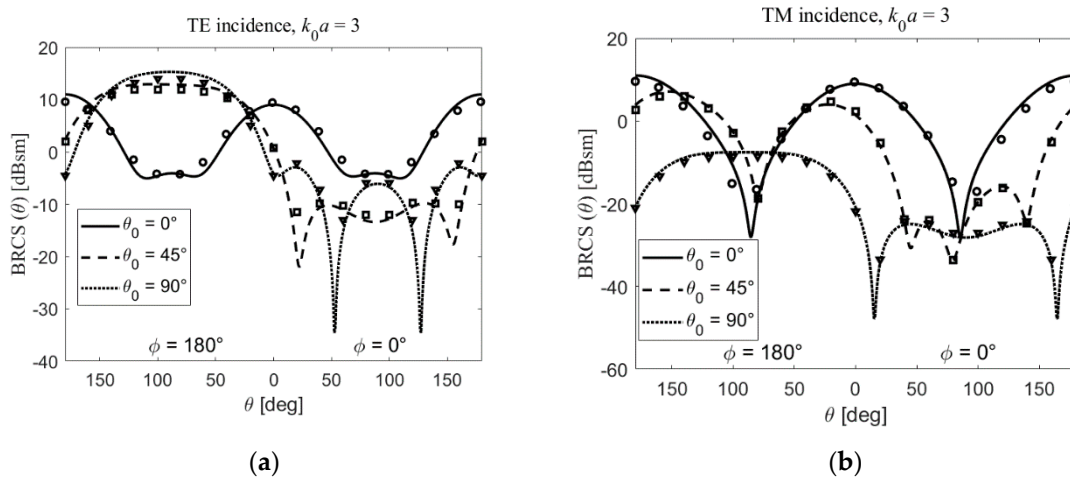 TE incidence, k₀a = 3
20
10
0
-10
-20
-30
-40
BRCS (θ) [dBsm]
θ₀ = 0°
θ₀ = 45°
θ₀ = 90°
ϕ = 180°
ϕ = 0°
150 100 50 0 50 100 150
θ [deg]
(a)
TM incidence, k₀a = 3
20
0
-20
-40
-60
BRCS (θ) [dBsm]
θ₀ = 0°
θ₀ = 45°
θ₀ = 90°
ϕ = 180°
ϕ = 0°
150 100 50 0 50 100 150
θ [deg]
(b)